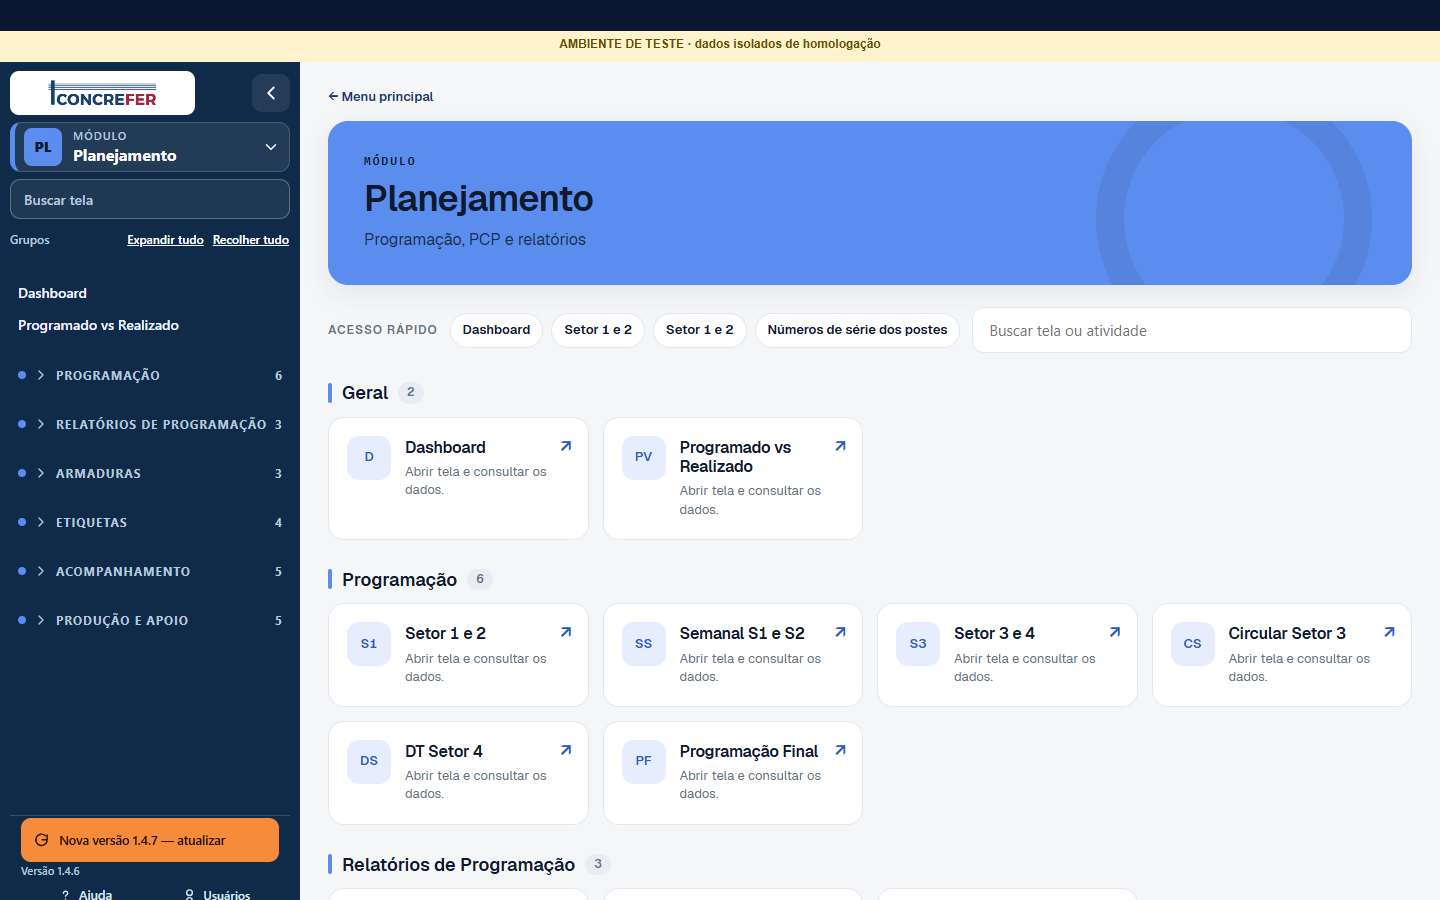 AMBIENTE DE TESTE · dados isolados de homologação
CONCREFER
PL
MÓDULO
Planejamento
Buscar tela
Grupos
Expandir tudo
Recolher tudo
Dashboard
Programado vs Realizado
PROGRAMAÇÃO 6
RELATÓRIOS DE PROGRAMAÇÃO 3
ARMADURAS 3
ETIQUETAS 4
ACOMPANHAMENTO 5
PRODUÇÃO E APOIO 5
Nova versão 1.4.7 — atualizar
Versão 1.4.6
? Ajuda
Usuários
← Menu principal
MÓDULO
Planejamento
Programação, PCP e relatórios
ACESSO RÁPIDO
Dashboard
Setor 1 e 2
Setor 1 e 2
Números de série dos postes
Buscar tela ou atividade
Geral 2
D
Dashboard
Abrir tela e consultar os
dados.
PV
Programado vs
Realizado
Abrir tela e consultar os
dados.
Programação 6
S1
Setor 1 e 2
Abrir tela e consultar os
dados.
SS
Semanal S1 e S2
Abrir tela e consultar os
dados.
S3
Setor 3 e 4
Abrir tela e consultar os
dados.
CS
Circular Setor 3
Abrir tela e consultar os
dados.
DS
DT Setor 4
Abrir tela e consultar os
dados.
PF
Programação Final
Abrir tela e consultar os
dados.
Relatórios de Programação 3